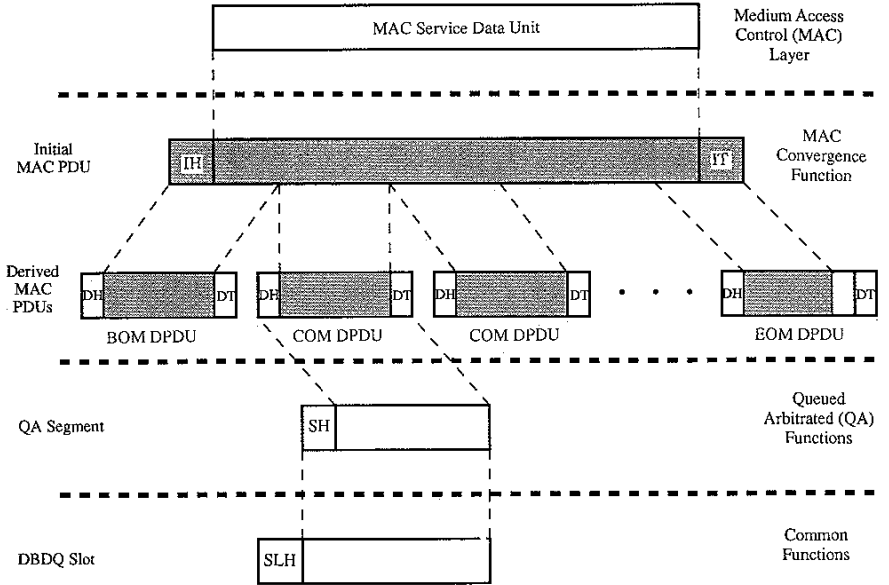 MAC Service Data Unit
Medium Access
Control (MAC)
Layer
Initial
MAC PDU
IH
IT
MAC
Convergence
Function
Derived
MAC
PDUs
DH
DT
DH
DT
DH
DT
DH
DT
BOM DPDU
COM DPDU
COM DPDU
EOM DPDU
QA Segment
SH
Queued
Arbitrated (QA)
Functions
DBDQ Slot
SLH
Common
Functions